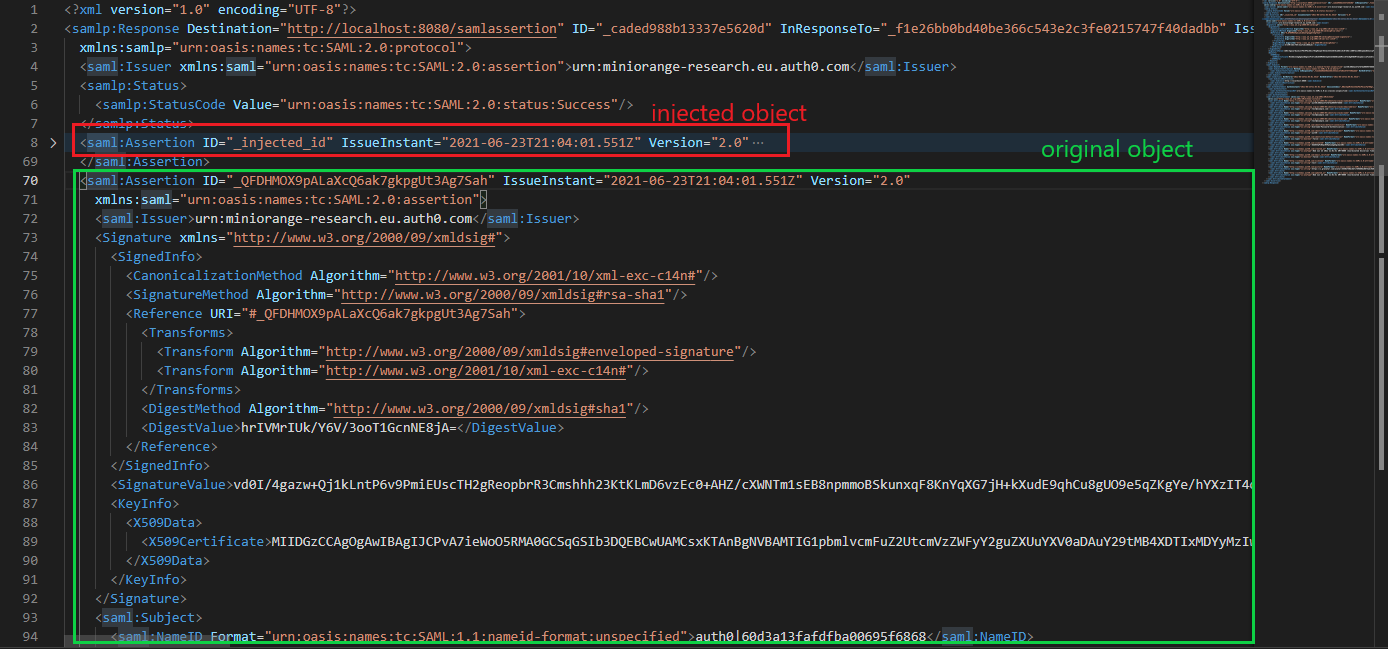 1 <?xml version="1.0" encoding="UTF-8"?>
2 <samlp:Response Destination="http://localhost:8080/samlassertion" ID="_caded988b13337e5620d" InResponseTo="_f1e26bb0bd40be366c543e2c3fe0215747f40dadbb" Iss
3 xmlns:samlp="urn:oasis:names:tc:SAML:2.0:protocol">
4 <saml:Issuer xmlns:saml="urn:oasis:names:tc:SAML:2.0:assertion">urn:miniorange-research.eu.auth0.com</saml:Issuer>
5 <samlp:Status>
6 <samlp:StatusCode Value="urn:oasis:names:tc:SAML:2.0:status:Success"/>
injected object
7 </samlp:Status>
8 <saml:Assertion ID="_injected_id" IssueInstant="2021-06-23T21:04:01.551Z" Version="2.0" ···
original object
69 </saml:Assertion>
70 <saml:Assertion ID="_QFDHMOX9pALaXcQ6ak7gkpgUt3Ag7Sah" IssueInstant="2021-06-23T21:04:01.551Z" Version="2.0"
71 xmlns:saml="urn:oasis:names:tc:SAML:2.0:assertion">
72 <saml:Issuer>urn:miniorange-research.eu.auth0.com</saml:Issuer>
73 <Signature xmlns="http://www.w3.org/2000/09/xmldsig#">
74 <SignedInfo>
75 <CanonicalizationMethod Algorithm="http://www.w3.org/2001/10/xml-exc-c14n#"/>
76 <SignatureMethod Algorithm="http://www.w3.org/2000/09/xmldsig#rsa-sha1"/>
77 <Reference URI="#_QFDHMOX9pALaXcQ6ak7gkpgUt3Ag7Sah">
78 <Transforms>
79 <Transform Algorithm="http://www.w3.org/2000/09/xmldsig#enveloped-signature"/>
80 <Transform Algorithm="http://www.w3.org/2001/10/xml-exc-c14n#"/>
81 </Transforms>
82 <DigestMethod Algorithm="http://www.w3.org/2000/09/xmldsig#sha1"/>
83 <DigestValue>hrIVMrIUk/Y6V/3ooT1GcnNE8jA=</DigestValue>
84 </Reference>
85 </SignedInfo>
86 <SignatureValue>vd0I/4gazw+Qj1kLntP6v9PmiEUscTH2gReopbrR3Cmshhh23KtKLmD6vzEc0+AHZ/cXWNTm1sEB8npmmoBSkunxqF8KnYqXG7jH+kXudE9qhCu8gUO9e5qZKgYe/hYXzIT4
87 <KeyInfo>
88 <X509Data>
89 <X509Certificate>MIIDGzCCAgOgAwIBAgIJCPvA7ieWoO5RMA0GCSqGSIb3DQEBCwUAMCsxKTAnBgNVBAMTIG1pbmlvcmFuZ2UtcmVzZWFyY2guZXUuYXV0aDAuY29tMB4XDTIxMDYyMzI
90 </X509Data>
91 </KeyInfo>
92 </Signature>
93 <saml:Subject>
94 <saml:NameID Format="urn:oasis:names:tc:SAML:1.1:nameid-format:unspecified">auth0|60d3a13fafdfba00695f6868</saml:NameID>